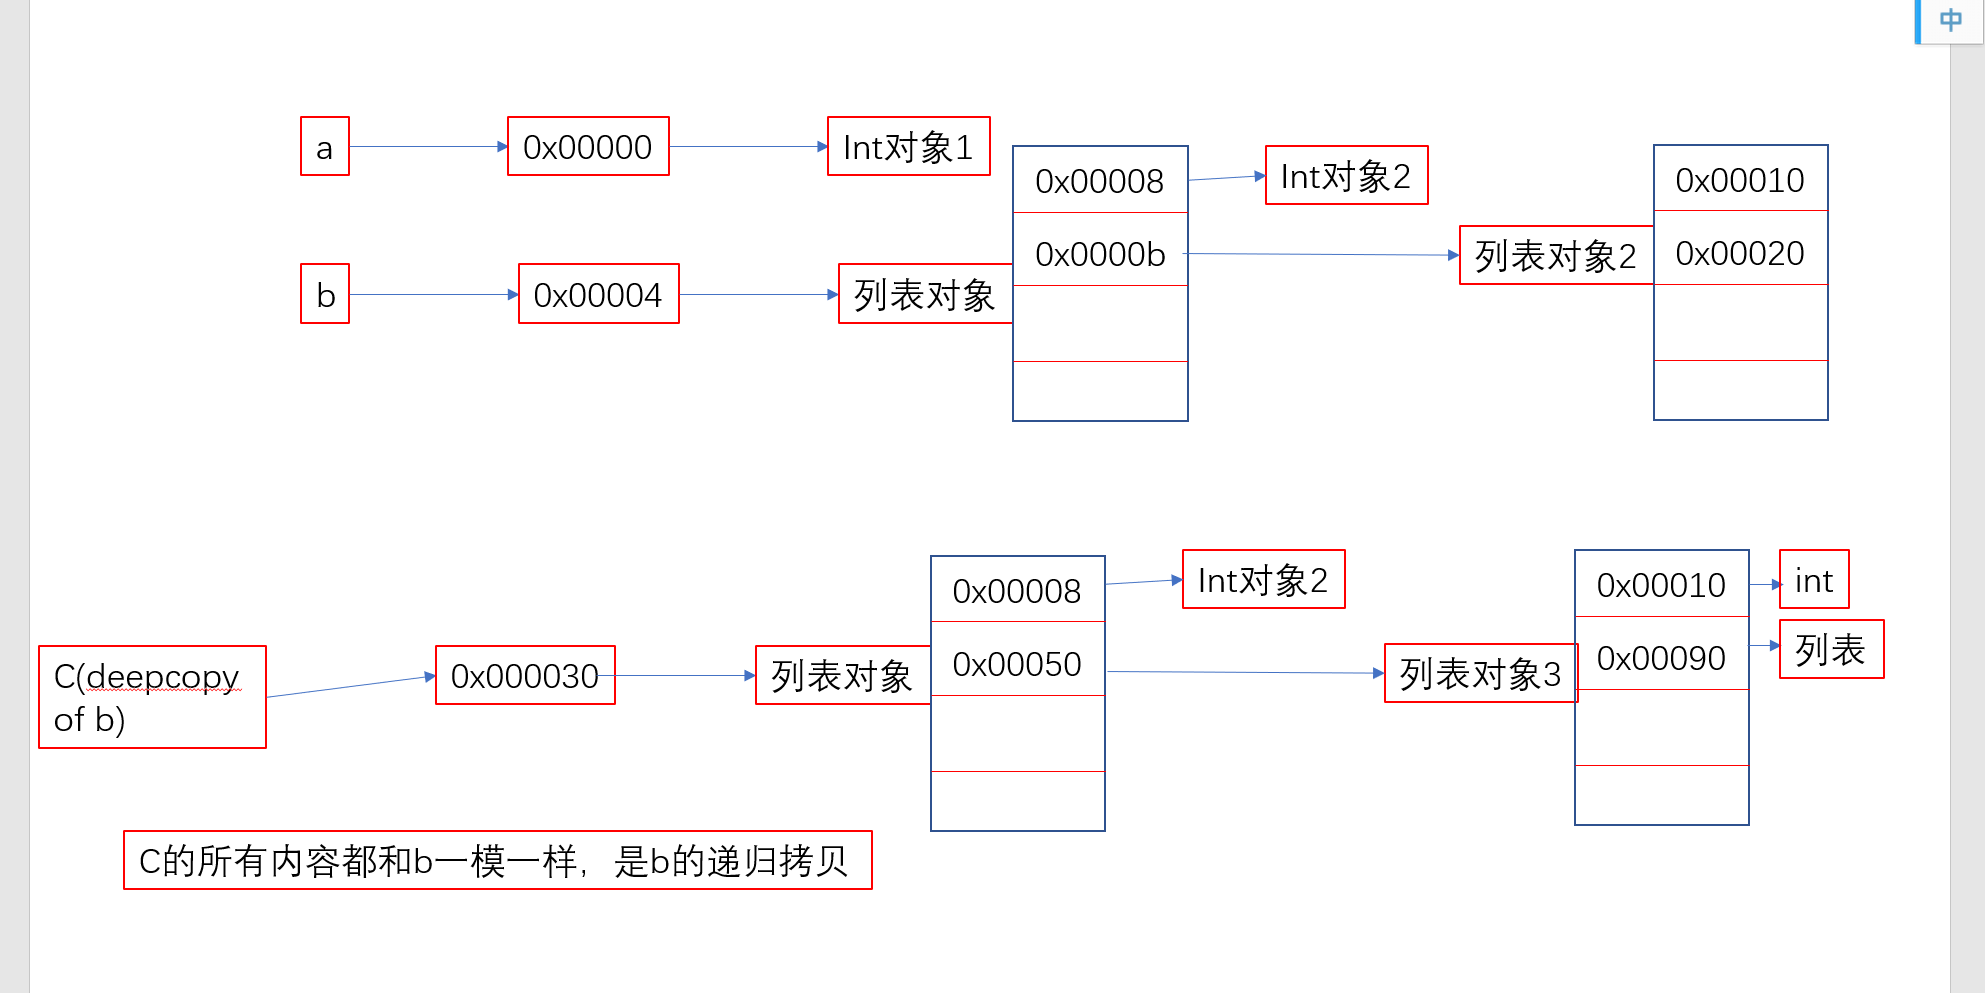 中
a
0x00000
Int对象1
0x00008
Int对象2
0x00010
b
0x00004
列表对象
0x0000b
列表对象2
0x00020
C(deepcopy
of b)
0x000030
列表对象
0x00008
Int对象2
0x00050
列表对象3
0x00010
int
0x00090
列表
C的所有内容都和b一模一样，是b的递归拷贝